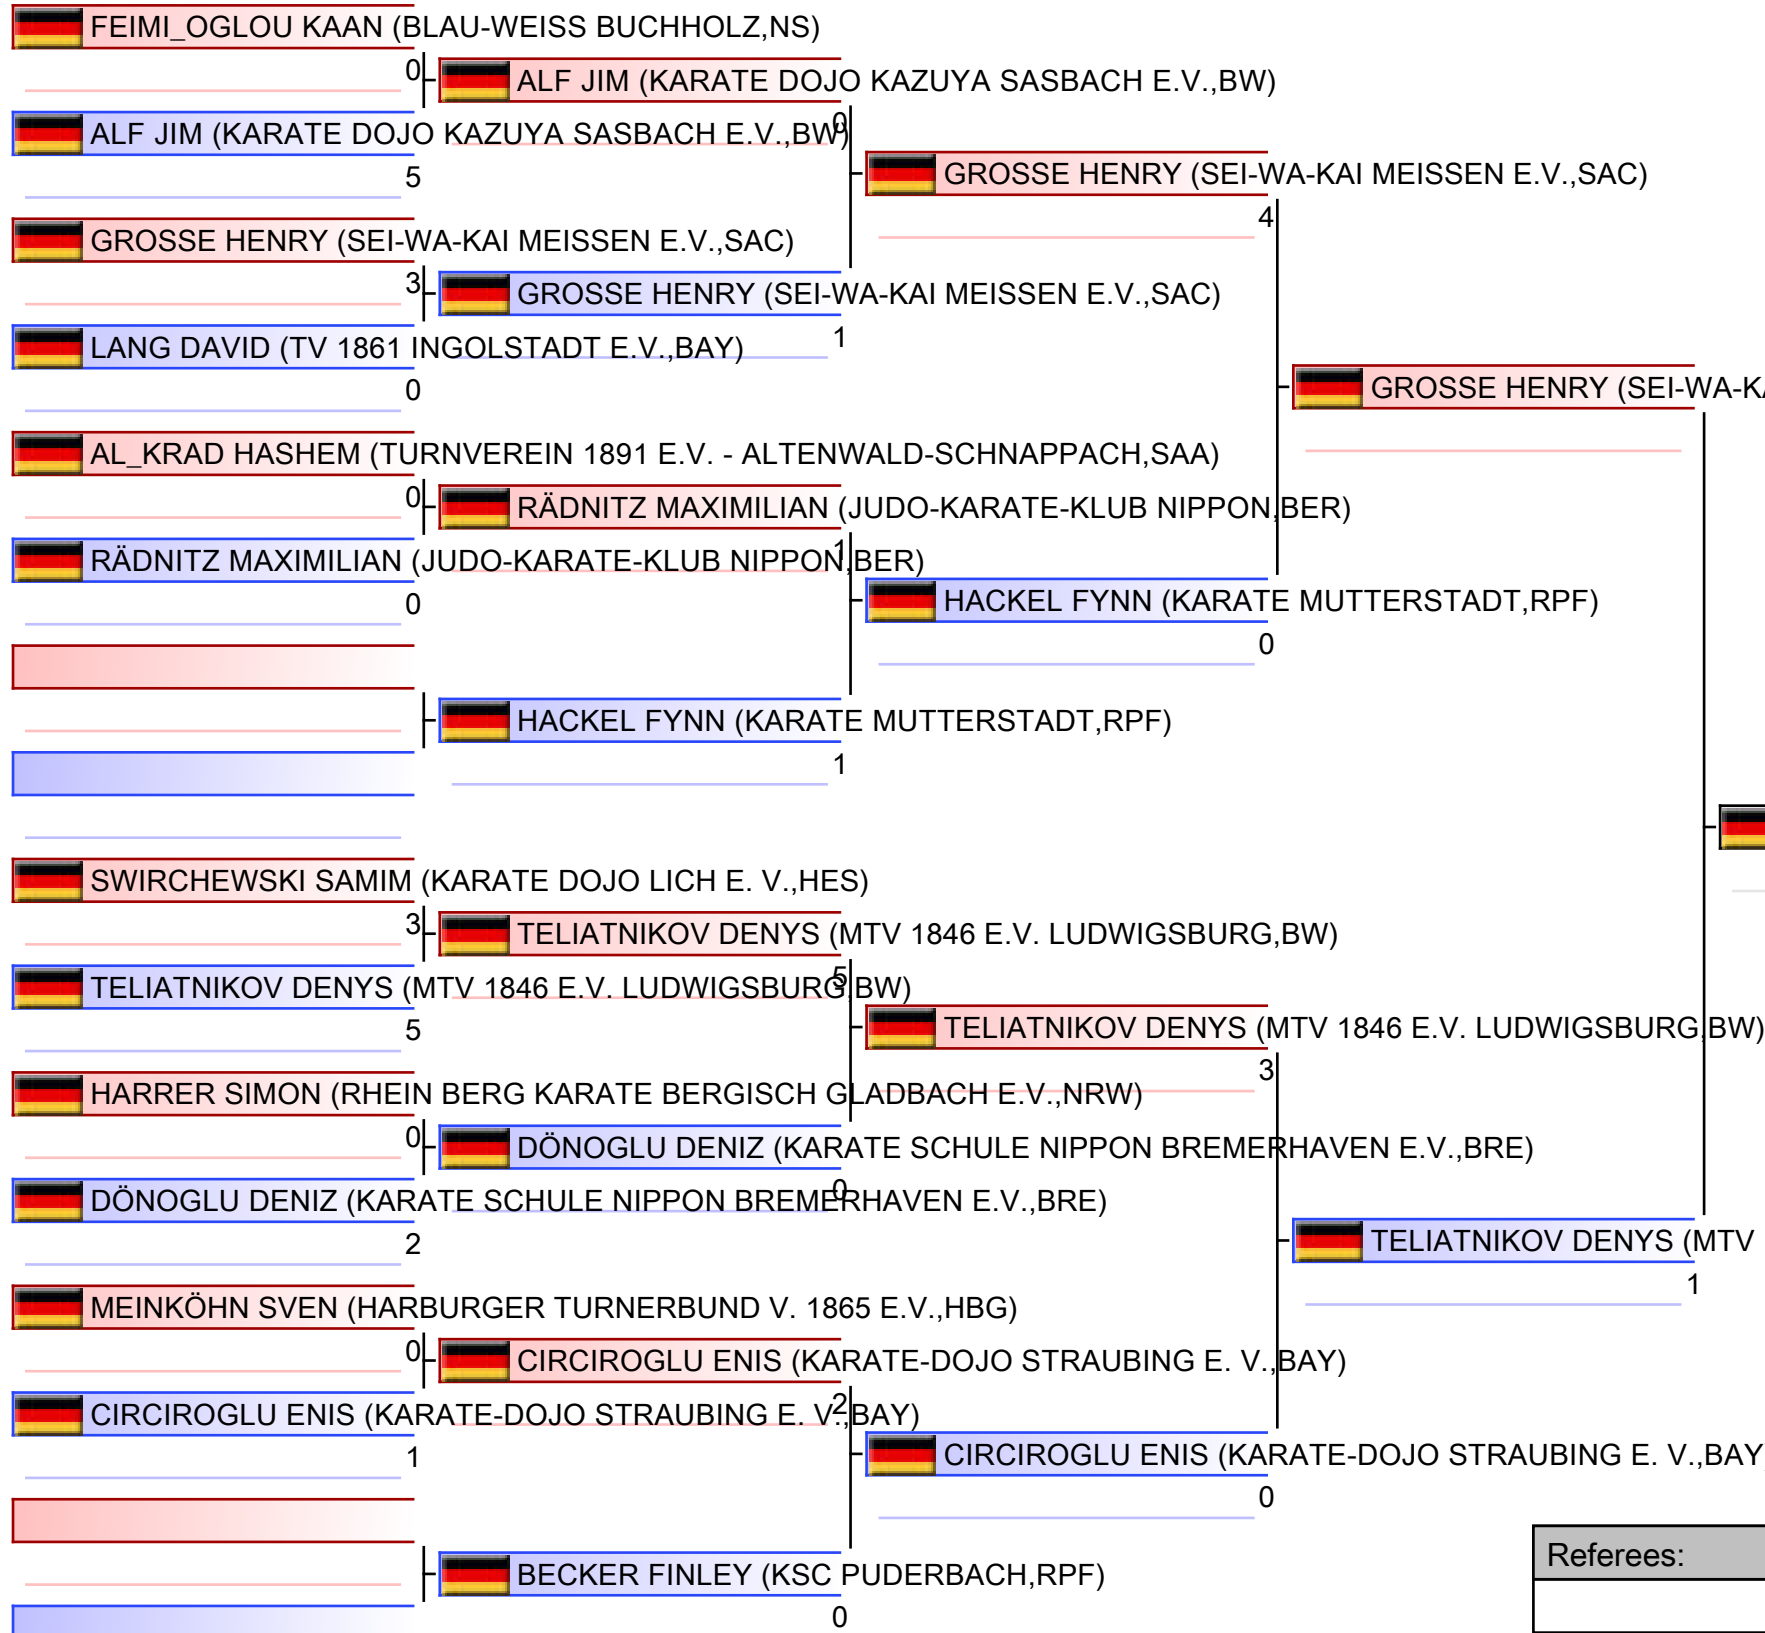 FEIMI_OGLOU KAAN (BLAU-WEISS BUCHHOLZ,NS)
0
ALF JIM (KARATE DOJO KAZUYA SASBACH E.V.,BW)
ALF JIM (KARATE DOJO KAZUYA SASBACH E.V.,BW)
0
5
GROSSE HENRY (SEI-WA-KAI MEISSEN E.V.,SAC)
4
GROSSE HENRY (SEI-WA-KAI MEISSEN E.V.,SAC)
3
GROSSE HENRY (SEI-WA-KAI MEISSEN E.V.,SAC)
1
LANG DAVID (TV 1861 INGOLSTADT E.V.,BAY)
0
GROSSE HENRY (SEI-WA-KA
AL_KRAD HASHEM (TURNVEREIN 1891 E.V. - ALTENWALD-SCHNAPPACH,SAA)
0
RÄDNITZ MAXIMILIAN (JUDO-KARATE-KLUB NIPPON,BER)
1
RÄDNITZ MAXIMILIAN (JUDO-KARATE-KLUB NIPPON,BER)
0
HACKEL FYNN (KARATE MUTTERSTADT,RPF)
0
HACKEL FYNN (KARATE MUTTERSTADT,RPF)
1
SWIRCHEWSKI SAMIM (KARATE DOJO LICH E. V.,HES)
3
TELIATNIKOV DENYS (MTV 1846 E.V. LUDWIGSBURG,BW)
5
TELIATNIKOV DENYS (MTV 1846 E.V. LUDWIGSBURG,BW)
5
TELIATNIKOV DENYS (MTV 1846 E.V. LUDWIGSBURG,BW)
3
HARRER SIMON (RHEIN BERG KARATE BERGISCH GLADBACH E.V.,NRW)
0
DÖNOGLU DENIZ (KARATE SCHULE NIPPON BREMERHAVEN E.V.,BRE)
0
DÖNOGLU DENIZ (KARATE SCHULE NIPPON BREMERHAVEN E.V.,BRE)
2
TELIATNIKOV DENYS (MTV
1
MEINKÖHN SVEN (HARBURGER TURNERBUND V. 1865 E.V.,HBG)
0
CIRCIROGLU ENIS (KARATE-DOJO STRAUBING E. V.,BAY)
2
CIRCIROGLU ENIS (KARATE-DOJO STRAUBING E. V.,BAY)
1
CIRCIROGLU ENIS (KARATE-DOJO STRAUBING E. V.,BAY
0
BECKER FINLEY (KSC PUDERBACH,RPF)
0
Referees: